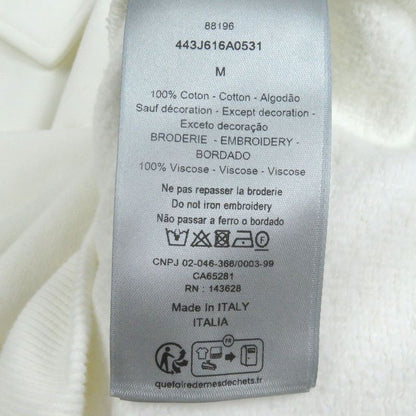 88196
443J616A0531
M
100% Coton - Cotton - Algodão
Sauf décoration - Except decoration -
Exceto decoração
BRODERIE - EMBROIDERY -
BORDADO
100% Viscose - Viscose - Viscose
Ne pas repasser la broderie
Do not iron embroidery
Não passar a ferro o bordado
CNPJ 02-046-366/0003-99
CA65281
RN : 143628
Made In ITALY
ITALIA
FR
quefairedemesdechets.fr